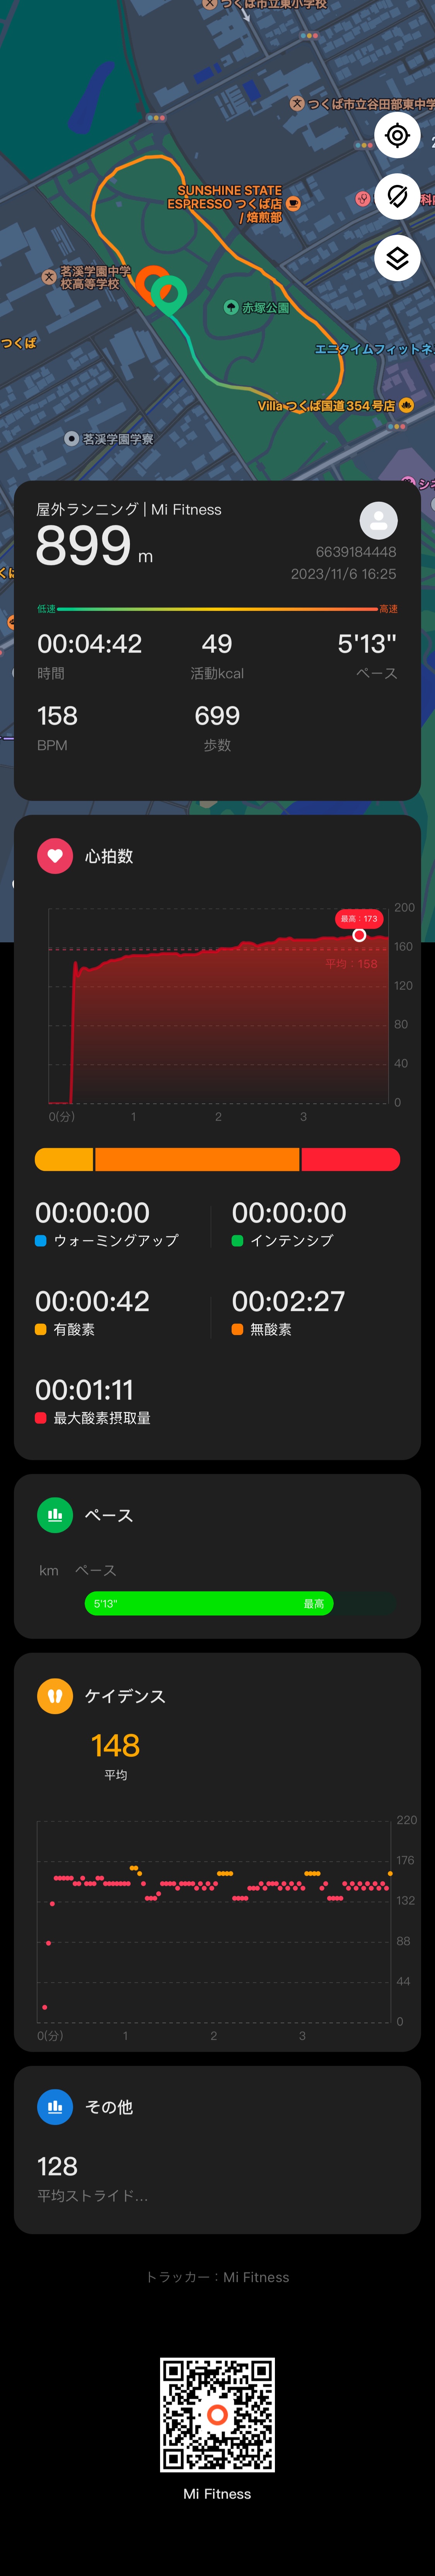 つくば市立東小学校
つくば市立谷田部東中学
SUNSHINE STATE
ESPRESSO つくば店
/ 焙煎部
茗溪学園中学
校高等学校
赤塚公園
つくば
エニタイムフィットネ
Villa つくば国道354号店
茗溪学園学寮
屋外ランニング | Mi Fitness
899 m
6639184448
2023/11/6 16:25
低速
高速
00:04:42
49
5'13"
時間
活動kcal
ペース
158
699
BPM
歩数
心拍数
最高：173
平均：158
200
160
120
80
40
0
0(分)
1
2
3
00:00:00
00:00:00
ウォーミングアップ
インテンシブ
00:00:42
00:02:27
有酸素
無酸素
00:01:11
最大酸素摂取量
ペース
km ペース
5'13"
最高
ケイデンス
148
平均
220
176
132
88
44
0
0(分)
1
2
3
その他
128
平均ストライド...
トラッカー：Mi Fitness
Mi Fitness